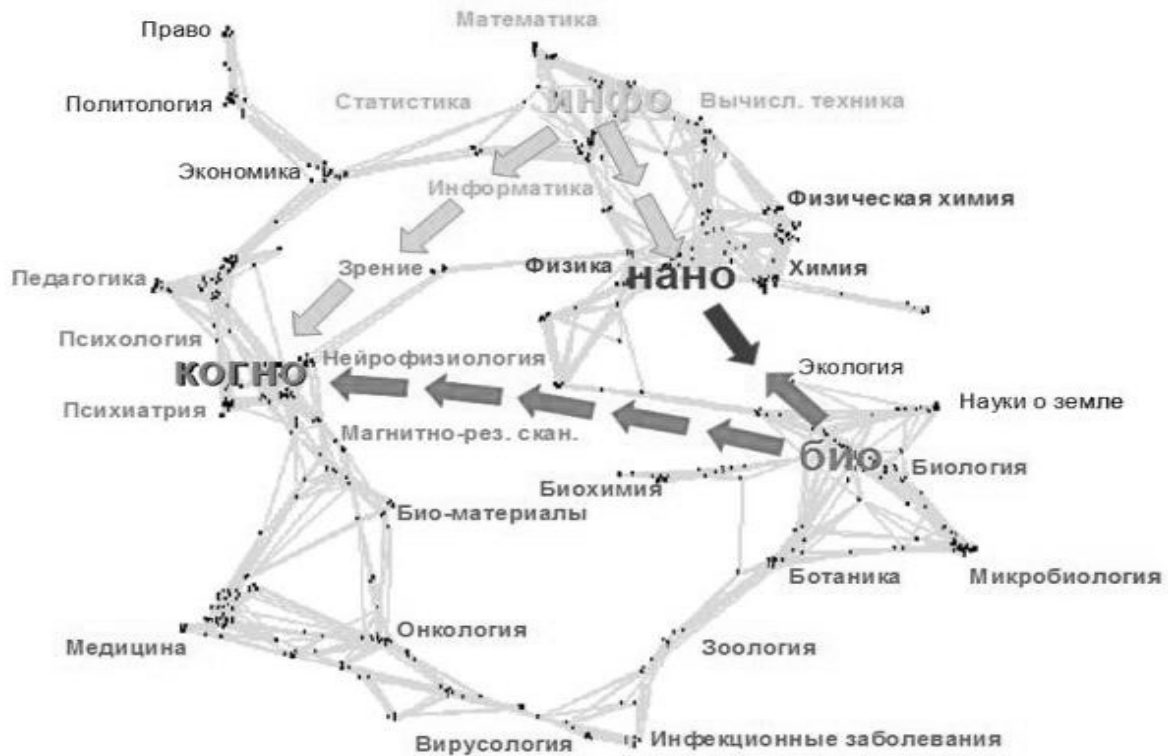 Математика
Право
Политология
Статистика
инфо
Вычисл. техника
Экономика
Информатика
Физическая химия
Педагогика
Зрение
Физика
нано
Химия
Психология
когно
Нейрофизиология
Экология
Психиатрия
Науки о земле
Магнитно-рез. скан.
био
Биология
Биохимия
Био-материалы
Ботаника
Микробиология
Медицина
Онкология
Зоология
Вирусология
Инфекционные заболевания